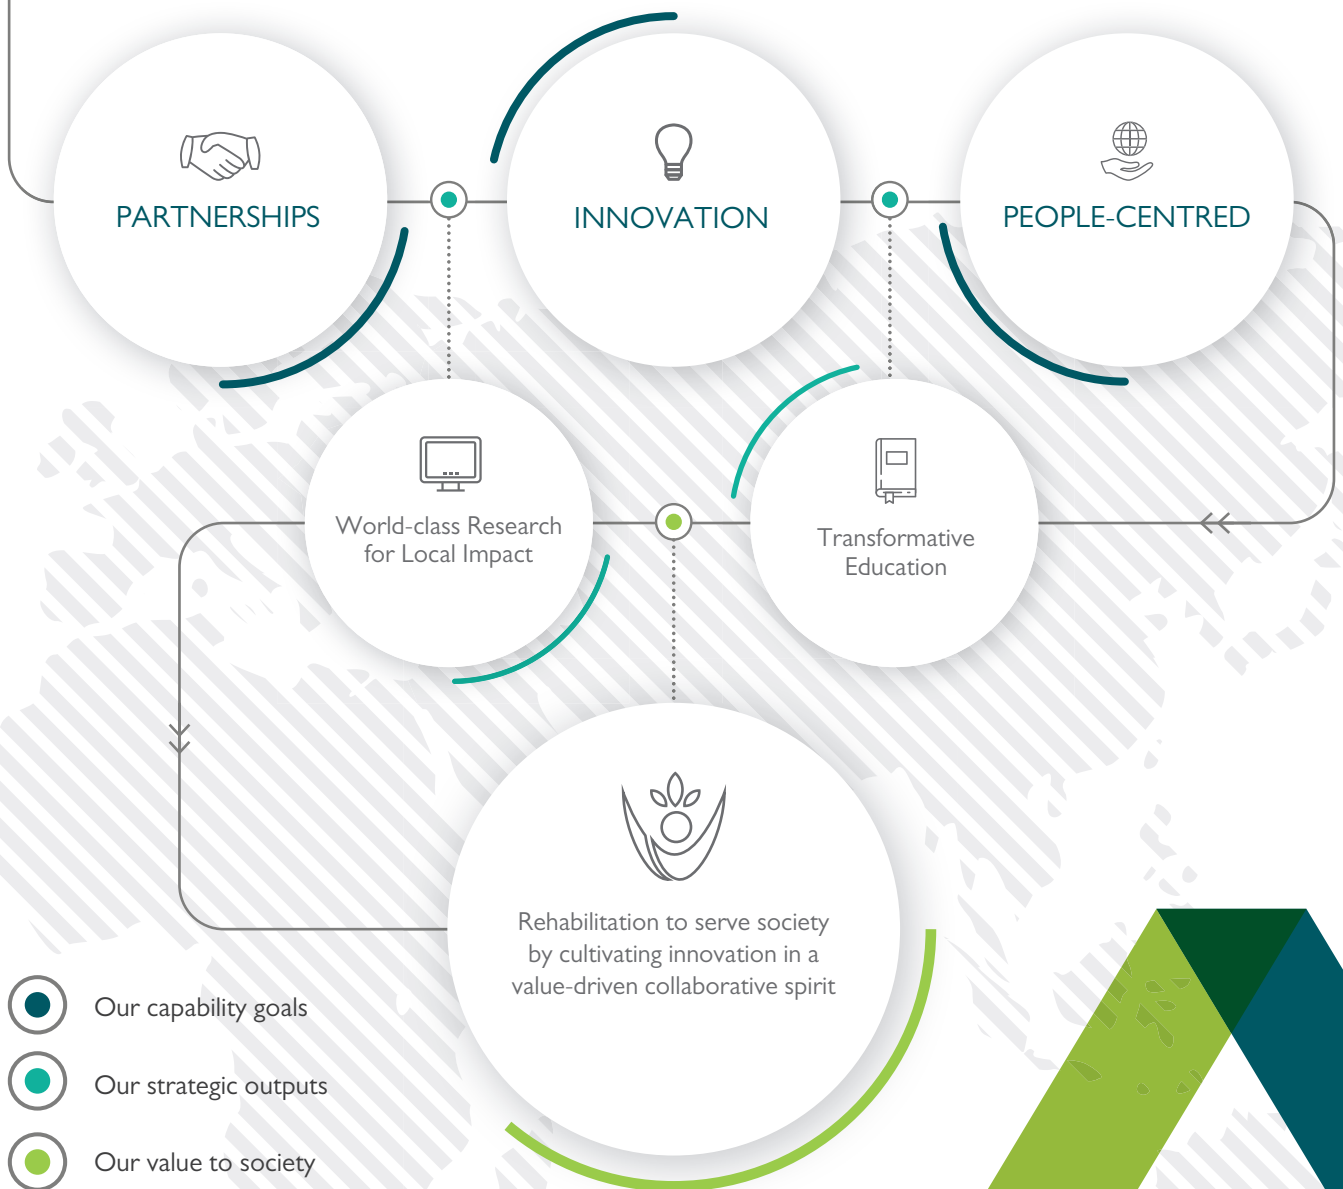 PARTNERSHIPS
INNOVATION
PEOPLE-CENTRED
World-class Research
for Local Impact
Transformative
Education
Rehabilitation to serve society
by cultivating innovation in a
value-driven collaborative spirit
Our capability goals
Our strategic outputs
Our value to society